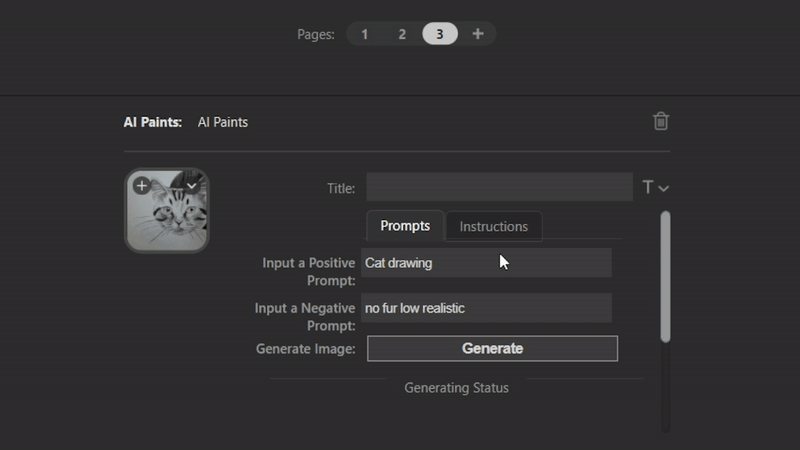 Pages: 1 2 3 +
AI Paints: AI Paints
Title: T
Prompts Instructions
Input a Positive Prompt: Cat drawing
Input a Negative Prompt: no fur low realistic
Generate Image: Generate
Generating Status